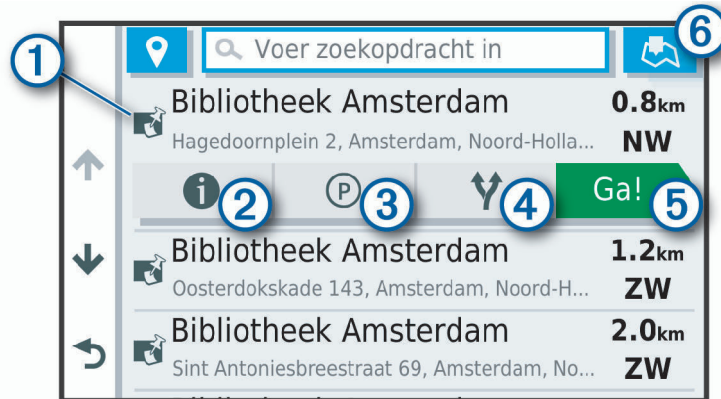 6
Voer zoekopdracht in
1
Bibliotheek Amsterdam 0.8km
Hagedoornplein 2, Amsterdam, Noord-Holla... NW
i 2 P 3 4 Ga! 5
Bibliotheek Amsterdam 1.2km
Oosterdokskade 143, Amsterdam, Noord-H... ZW
Bibliotheek Amsterdam 2.0km
Sint Antoniesbreestraat 69, Amsterdam, No... ZW